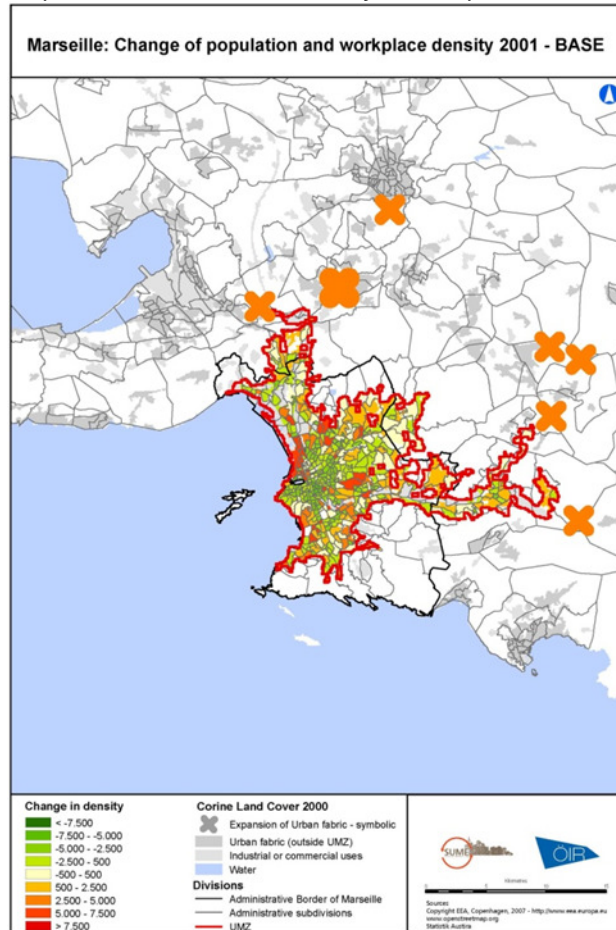 Marseille: Change of population and workplace density 2001 - BASE
Change in density
< -7.500
-7.500 - -5.000
-5.000 - -2.500
-2.500 - 500
-500 - 500
500 - 2.500
2.500 - 5.000
5.000 - 7.500
> 7.500
Corine Land Cover 2000
Expansion of Urban fabric - symbolic
Urban fabric (outside UMZ)
Industrial or commercial uses
Water
Divisions
Administrative Border of Marseille
Administrative subdivisions
UMZ
SUME
ÖIR
Kilometers
Sources
Copyright EEA, Copenhagen, 2007 - http://www.eea.europa.eu
www.openstreetmap.org
Statistik Austria